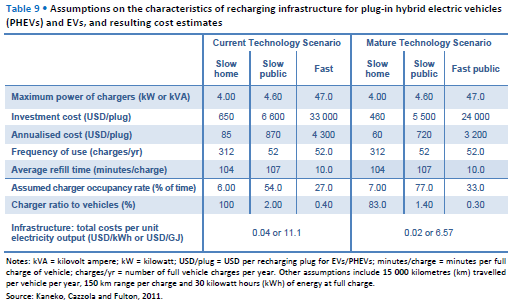 Table 9 • Assumptions on the characteristics of recharging infrastructure for plug-in hybrid electric vehicles
(PHEVs) and EVs, and resulting cost estimates
Current Technology Scenario Mature Technology Scenario
Slow home Slow public Fast Slow home Slow public Fast public
Maximum power of chargers (kW or kVA) 4.00 4.60 47.0 4.00 4.60 47.0
Investment cost (USD/plug) 650 6 600 33 000 460 5 500 24 000
Annualised cost (USD/plug) 85 870 4 300 60 720 3 200
Frequency of use (charges/yr) 312 52 52.0 312 52 52.0
Average refill time (minutes/charge) 104 107 10.0 104 107 10.0
Assumed charger occupancy rate (% of time) 6.00 54.0 27.0 7.00 77.0 33.0
Charger ratio to vehicles (%) 100 2.00 0.40 83.0 1.40 0.30
Infrastructure: total costs per unit
electricity output (USD/kWh or USD/GJ) 0.04 or 11.1 0.02 or 6.57
Notes: kVA = kilovolt ampere; kW = kilowatt; USD/plug = USD per recharging plug for EVs/PHEVs; minutes/charge = minutes per full
charge of vehicle; charges/yr = number of full vehicle charges per year. Other assumptions include 15 000 kilometres (km) travelled
per vehicle per year, 150 km range per charge and 30 kilowatt hours (kWh) of energy at full charge.
Source: Kaneko, Cazzola and Fulton, 2011.